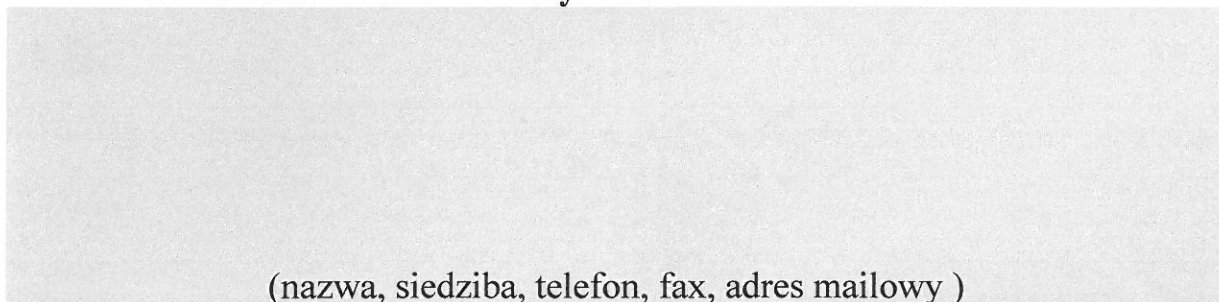 (nazwa, siedziba, telefon, fax, adres mailowy )